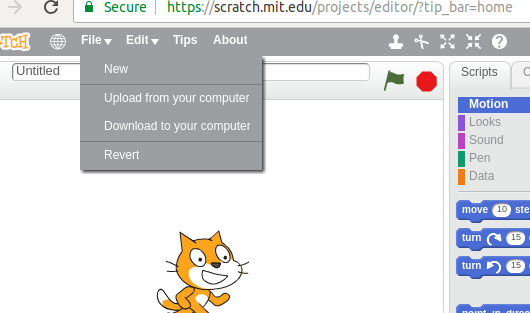 Secure https://scratch.mit.edu/projects/editor/?tip_bar=home
File Edit Tips About
Untitled
New
Upload from your computer
Download to your computer
Revert
Scripts
Motion
Looks
Sound
Pen
Data
move 10
turn 15
turn 15